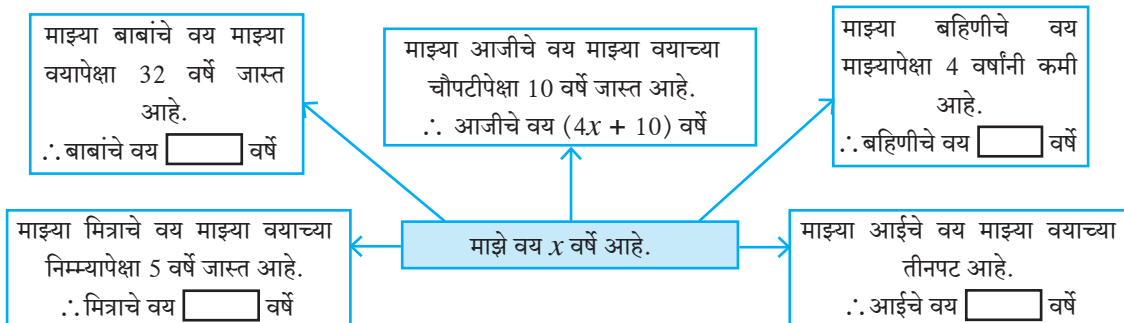 माझ्या बाबांचे वय माझ्या
वयापेक्षा 32 वर्षे जास्त
आहे.
∴बाबांचे वय वर्षे
माझ्या आजीचे वय माझ्या वयाच्या
चौपटीपेक्षा 10 वर्षे जास्त आहे.
∴ आजीचे वय (4x + 10) वर्षे
माझ्या बहिणीचे वय
माझ्यापेक्षा 4 वर्षांनी कमी
आहे.
∴बहिणीचे वय वर्षे
माझ्या मित्राचे वय माझ्या वयाच्या
निम्म्यापेक्षा 5 वर्षे जास्त आहे.
∴मित्राचे वय वर्षे
माझे वय x वर्षे आहे.
माझ्या आईचे वय माझ्या वयाच्या
तीनपट आहे.
∴आईचे वय वर्षे